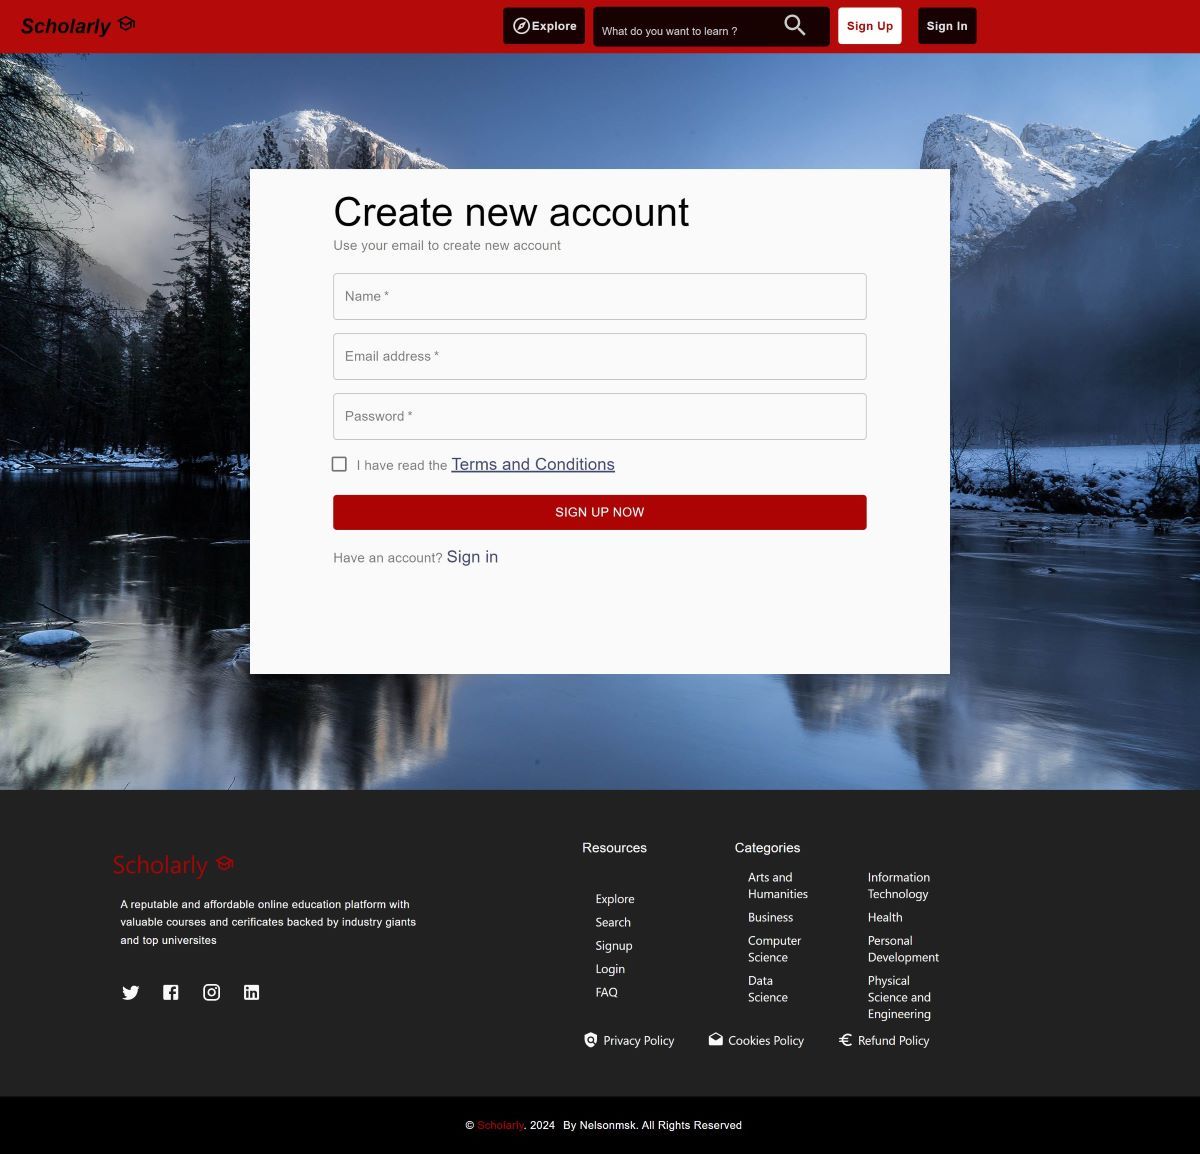 Scholarly
Explore
What do you want to learn ?
Sign Up
Sign In
Create new account
Use your email to create new account
Name *
Email address *
Password *
I have read the Terms and Conditions
SIGN UP NOW
Have an account? Sign in
Scholarly
A reputable and affordable online education platform with
valuable courses and cerificates backed by industry giants
and top universites
Resources
Explore
Search
Signup
Login
FAQ
Categories
Arts and
Humanities
Business
Computer
Science
Data
Science
Information
Technology
Health
Personal
Development
Physical
Science and
Engineering
Privacy Policy
Cookies Policy
Refund Policy
© Scholarly. 2024 By Nelsonmsk. All Rights Reserved